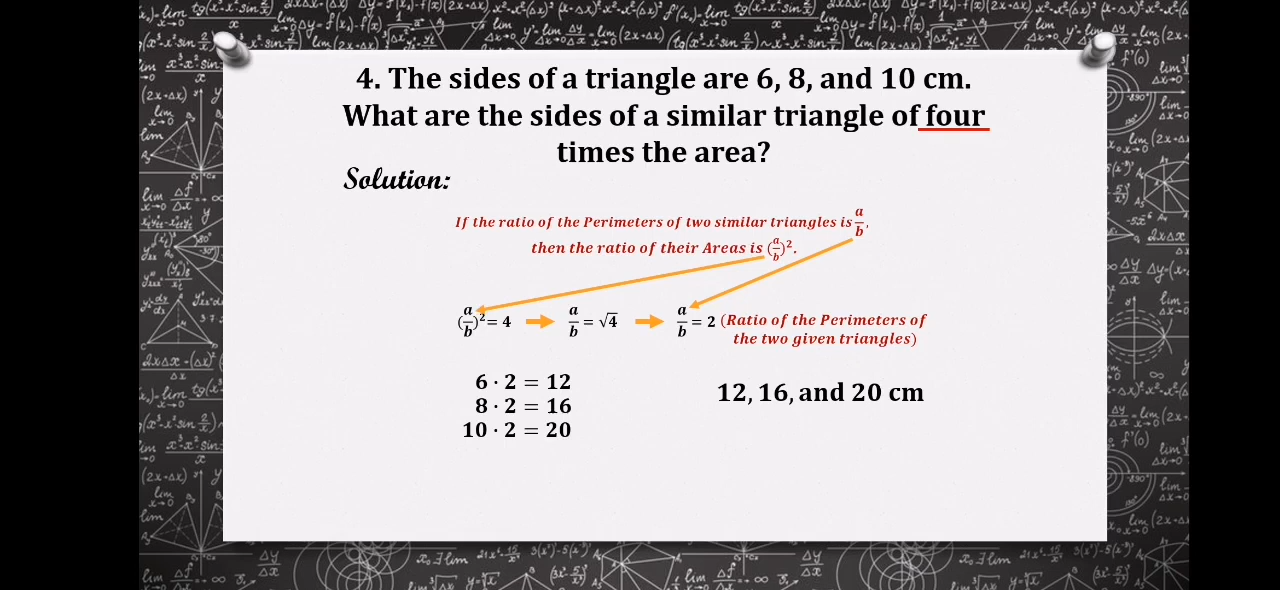 4. The sides of a triangle are 6, 8, and 10 cm.
What are the sides of a similar triangle of four
times the area?
Solution:
If the ratio of the Perimeters of two similar triangles is a/b,
then the ratio of their Areas is (a/b)².
(a/b)² = 4 a/b = √4 a/b = 2 (Ratio of the Perimeters of
the two given triangles)
6 · 2 = 12
8 · 2 = 16
10 · 2 = 20
12, 16, and 20 cm